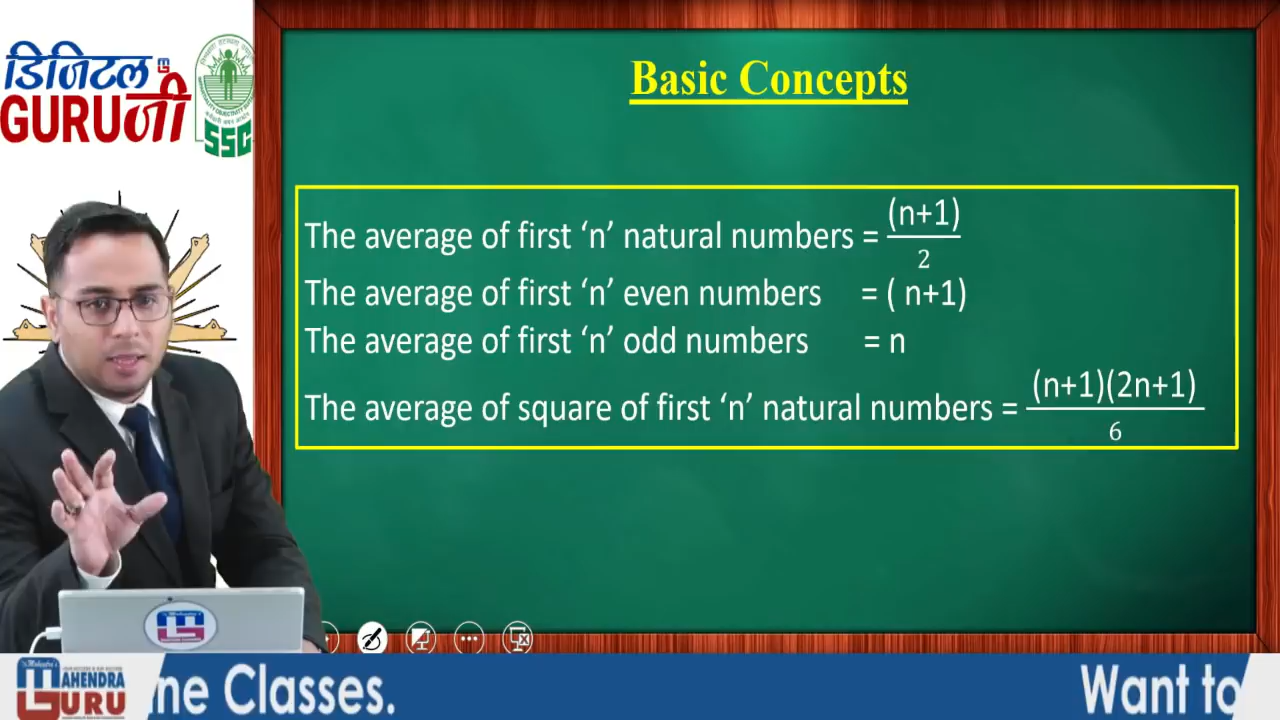 डिजिटल
GURUजी
SSC
Basic Concepts
The average of first ‘n’ natural numbers = (n+1)/2
The average of first ‘n’ even numbers = ( n+1)
The average of first ‘n’ odd numbers = n
The average of square of first ‘n’ natural numbers = (n+1)(2n+1)/6
MAHENDRA
GURU
ne Classes.
Want to